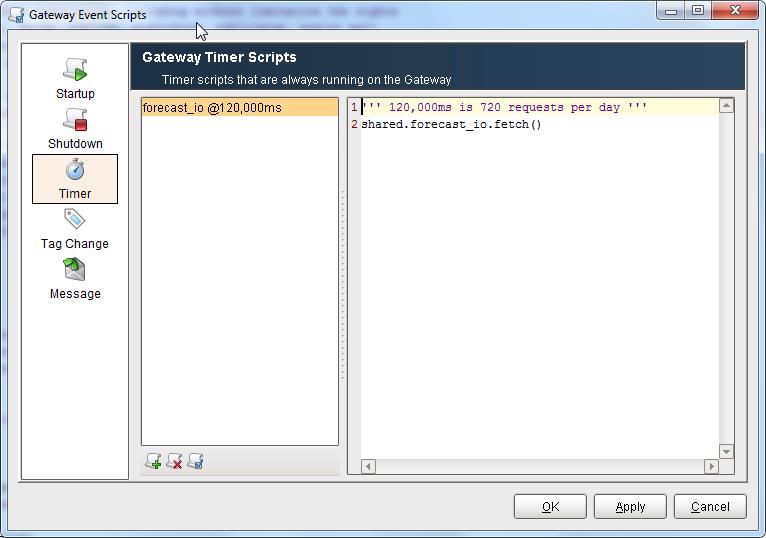 Gateway Event Scripts
Startup
Shutdown
Timer
Tag Change
Message
Gateway Timer Scripts
Timer scripts that are always running on the Gateway
forecast_io @120,000ms
1 ''' 120,000ms is 720 requests per day '''
2 shared.forecast_io.fetch()
OK
Apply
Cancel